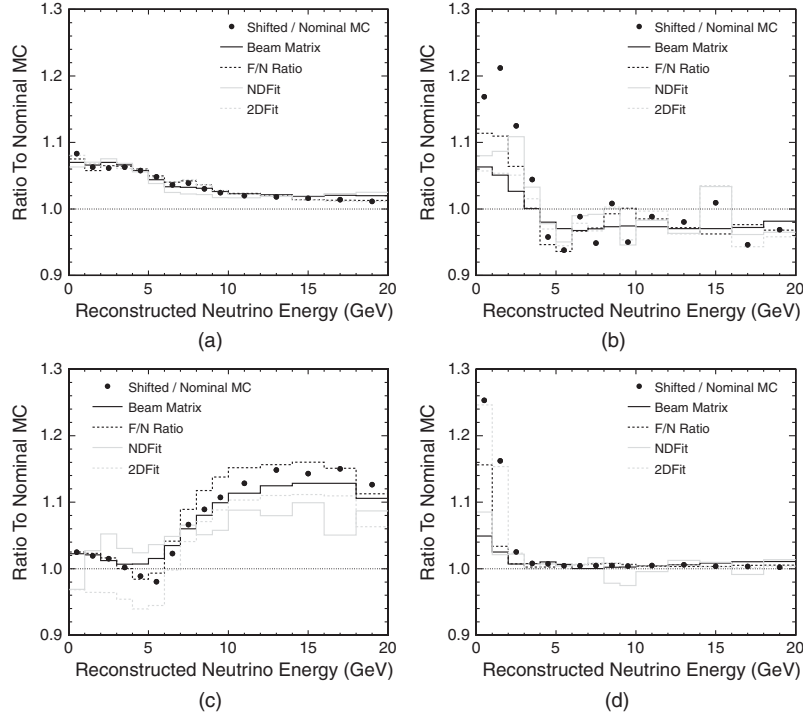 1.3
1.2
1.1
1.0
0.9
Ratio To Nominal MC
Shifted / Nominal MC
Beam Matrix
F/N Ratio
NDFit
2DFit
0 5 10 15 20
Reconstructed Neutrino Energy (GeV)
(a)
1.3
1.2
1.1
1.0
0.9
Ratio To Nominal MC
Shifted / Nominal MC
Beam Matrix
F/N Ratio
NDFit
2DFit
0 5 10 15 20
Reconstructed Neutrino Energy (GeV)
(b)
1.3
1.2
1.1
1.0
0.9
Ratio To Nominal MC
Shifted / Nominal MC
Beam Matrix
F/N Ratio
NDFit
2DFit
0 5 10 15 20
Reconstructed Neutrino Energy (GeV)
(c)
1.3
1.2
1.1
1.0
0.9
Ratio To Nominal MC
Shifted / Nominal MC
Beam Matrix
F/N Ratio
NDFit
2DFit
0 5 10 15 20
Reconstructed Neutrino Energy (GeV)
(d)